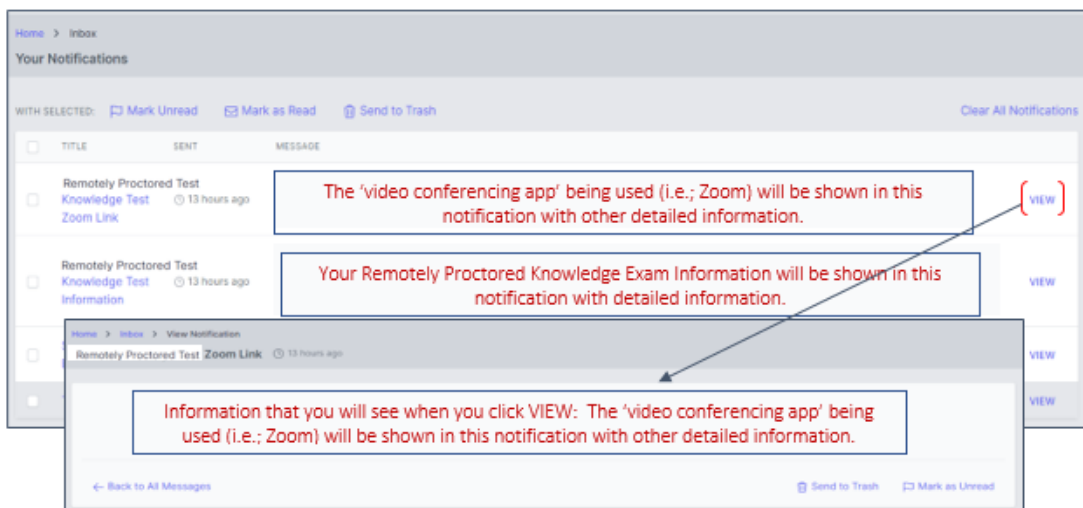 Home > Inbox
Your Notifications
WITH SELECTED: Mark Unread Mark as Read Send to Trash Clear All Notifications
TITLE SENT MESSAGE
Remotely Proctored Test
Knowledge Test 13 hours ago
Zoom Link
The ‘video conferencing app’ being used (i.e.; Zoom) will be shown in this
notification with other detailed information.
VIEW
Remotely Proctored Test
Knowledge Test 13 hours ago
Information
Your Remotely Proctored Knowledge Exam Information will be shown in this
notification with detailed information.
VIEW
VIEW
VIEW
Home > Inbox > View Notification
Remotely Proctored Test Zoom Link 13 hours ago
Information that you will see when you click VIEW: The ‘video conferencing app’ being
used (i.e.; Zoom) will be shown in this notification with other detailed information.
← Back to All Messages Send to Trash Mark as Unread